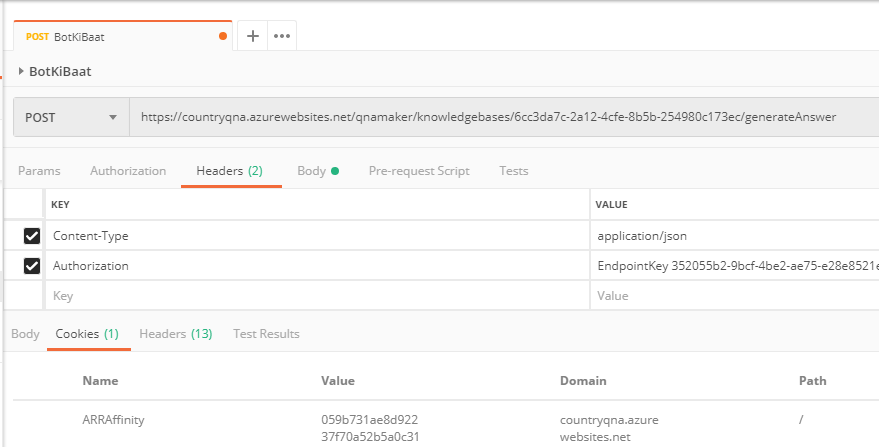 POST BotKiBaat + •••
BotKiBaat
POST https://countryqna.azurewebsites.net/qnamaker/knowledgebases/6cc3da7c-2a12-4cfe-8b5b-254980c173ec/generateAnswer
Params Authorization Headers (2) Body Pre-request Script Tests
KEY VALUE
Content-Type application/json
Authorization EndpointKey 352055b2-9bcf-4be2-ae75-e28e8521e
Key Value
Body Cookies (1) Headers (13) Test Results
Name Value Domain Path
ARRAffinity 059b731ae8d922 countryqna.azure /
37f70a52b5a0c31 websites.net